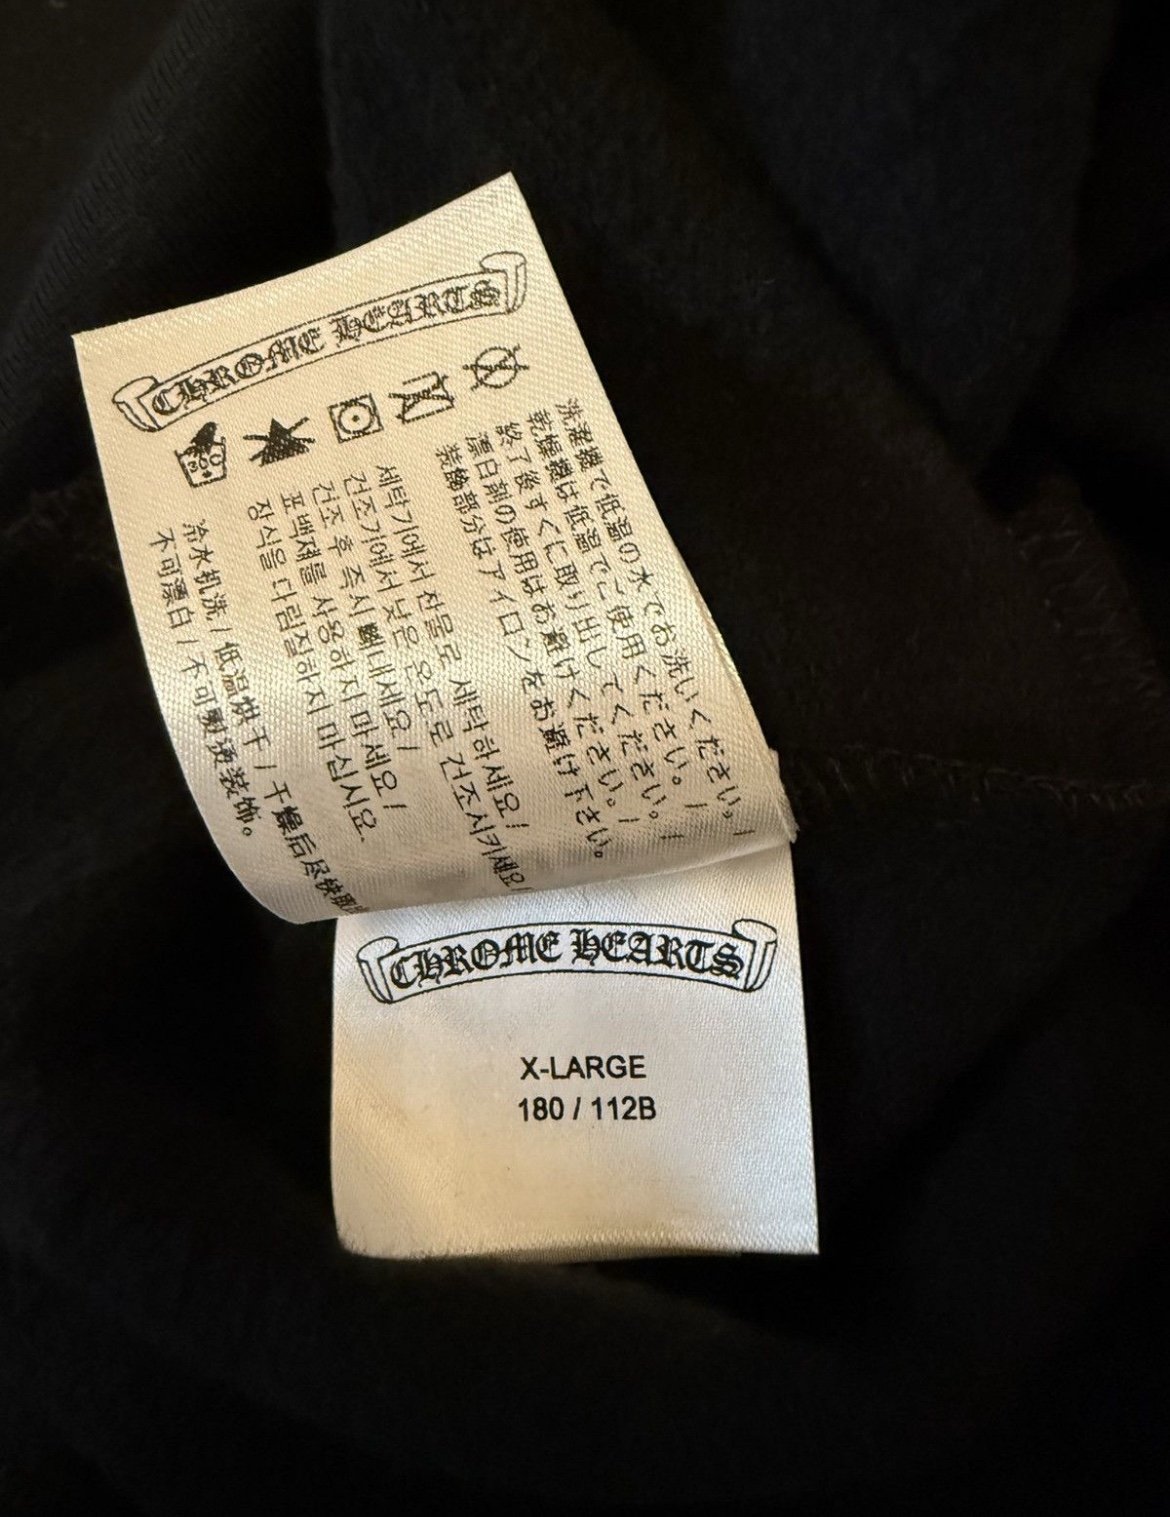 CHROME HEARTS
洗濯機で低温の水でお洗いください。/
乾燥機は低温でご使用ください。/
終了後すぐに取り出してください。/
漂白剤の使用はお避けください。/
装飾部分はアイロンをお避け下さい。
세탁기에서 찬물로 세탁하세요/
건조기에서 낮은 온도로 건조시키세요/
건조 후 즉시 빼내세요/
표백제를 사용하지 마세요/
장식을 다림질하지 마십시요
冷水机洗/低温烘干/干燥后尽快取
不可漂白/不可熨烫装饰。
CHROME HEARTS
X-LARGE
180 / 112B